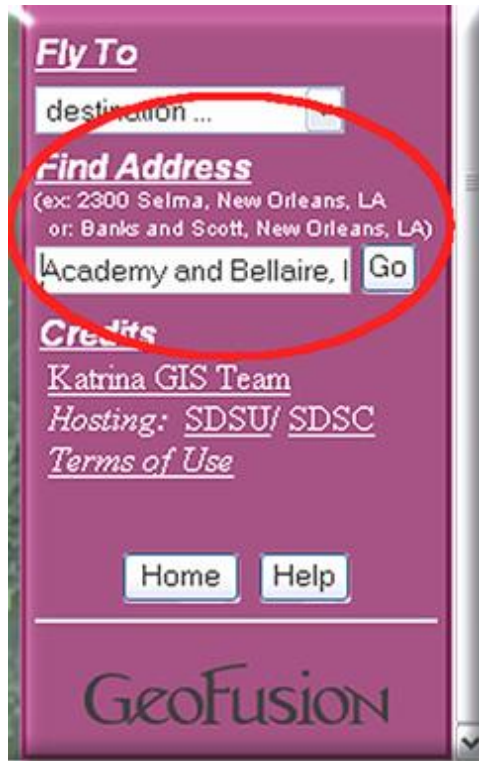 Fly To
destination ...
Find Address
(ex: 2300 Selma, New Orleans, LA
or: Banks and Scott, New Orleans, LA)
Academy and Bellaire, Go
Credits
Katrina GIS Team
Hosting: SDSU/ SDSC
Terms of Use
Home Help
GeoFusion